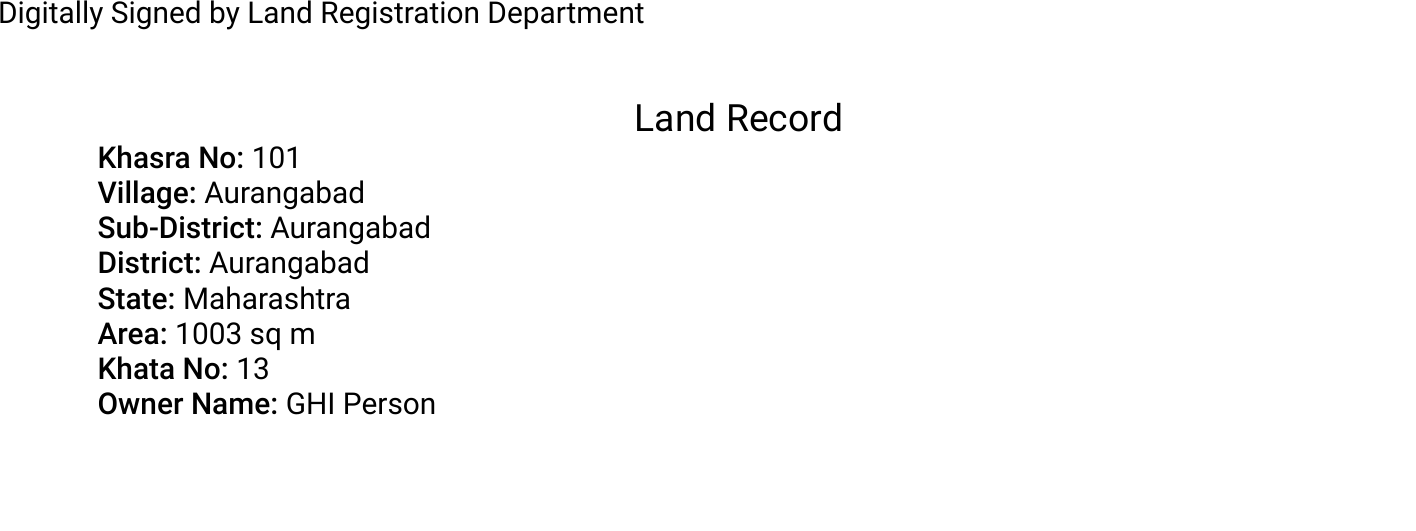 Digitally Signed by Land Registration Department
Land Record
Khasra No: 101
Village: Aurangabad
Sub-District: Aurangabad
District: Aurangabad
State: Maharashtra
Area: 1003 sq m
Khata No: 13
Owner Name: GHI Person